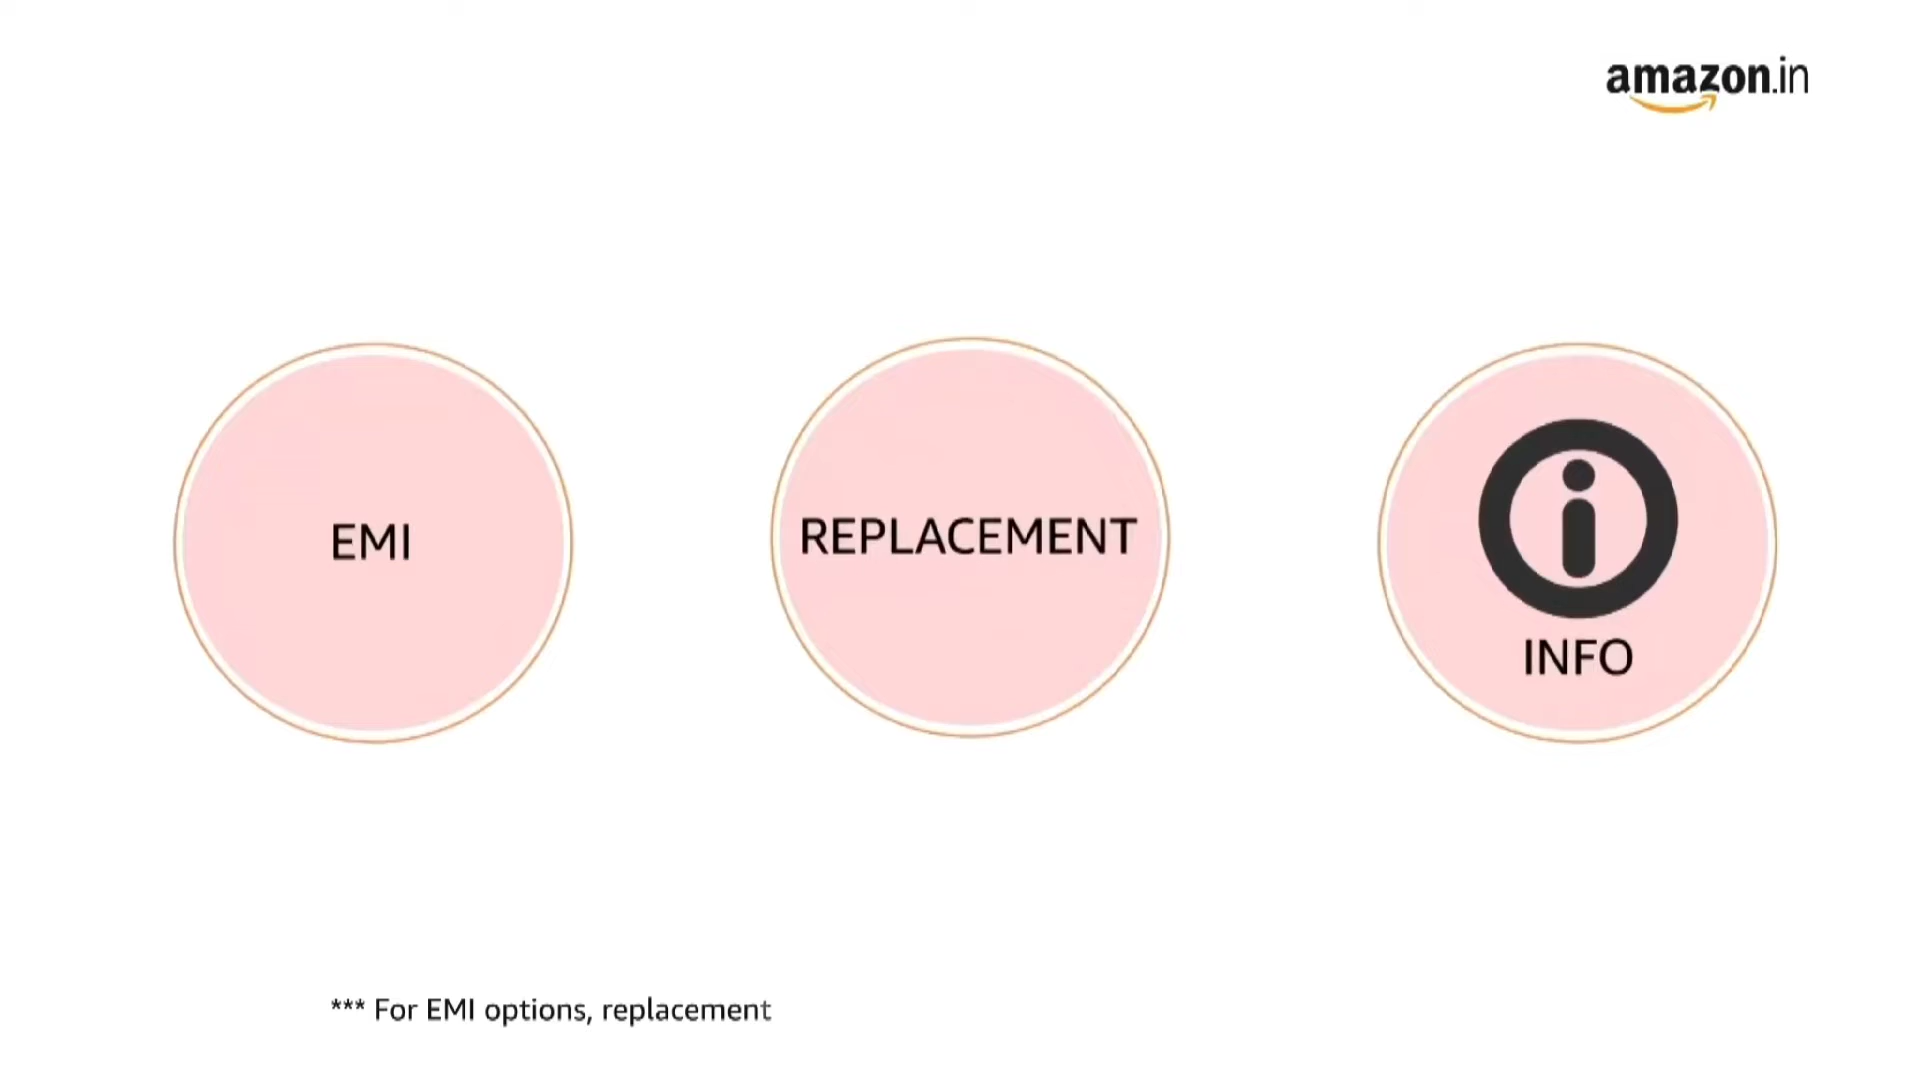 amazon.in
EMI
REPLACEMENT
INFO
*** For EMI options, replacement